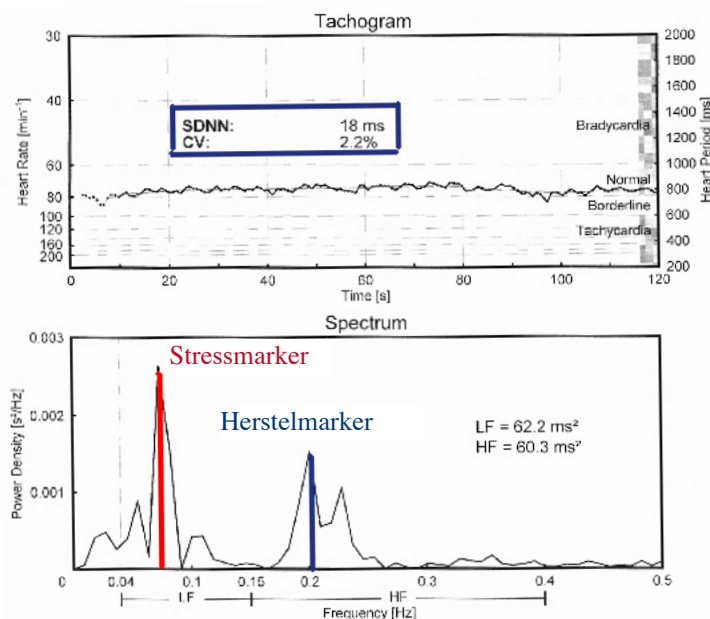 Tachogram
30
40
60
80
100
120
160
200
Heart Rate [min⁻¹]
SDNN: 18 ms
CV: 2.2%
Bradycardia
Normal
Borderline
Tachycardia
2000
1800
1600
1400
1200
1000
800
600
400
200
Heart Period [ms]
0 20 40 60 80 100 120
Time [s]
Spectrum
0.003
0.002
0.001
Power Density [s²/Hz]
Stressmarker
Herstelmarker
LF = 62.2 ms²
HF = 60.3 ms²
0 0.04 0.1 0.15 0.2 0.3 0.4 0.5
LF HF
Frequency [Hz]